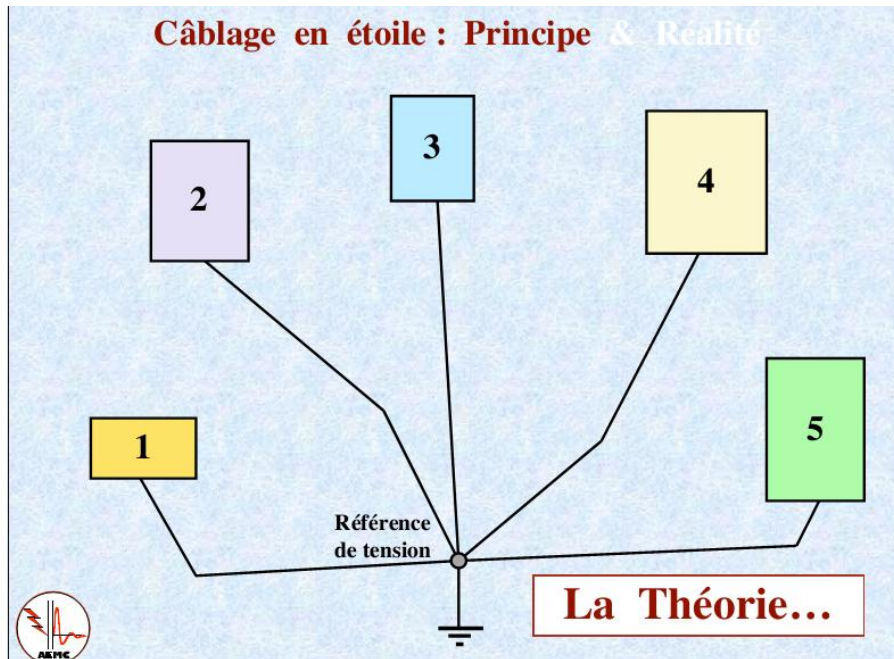 Câblage en étoile : Principe & Réalité
3
2
4
5
1
Référence
de tension
La Théorie…
AEMC